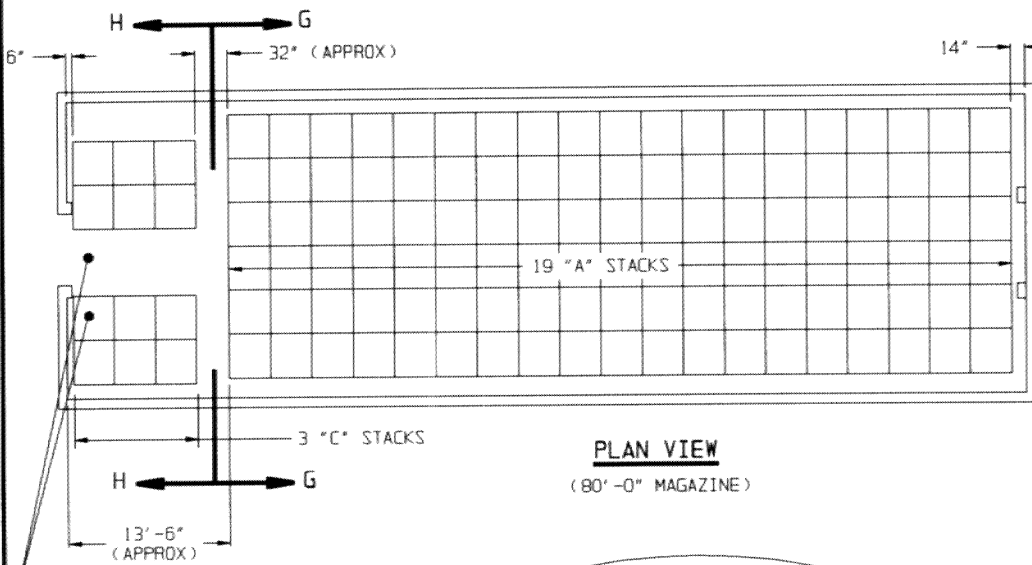 H G
6" 32" (APPROX) 14"
19 "A" STACKS
3 "C" STACKS
PLAN VIEW
(80'-0" MAGAZINE)
H G
13'-6"
(APPROX)